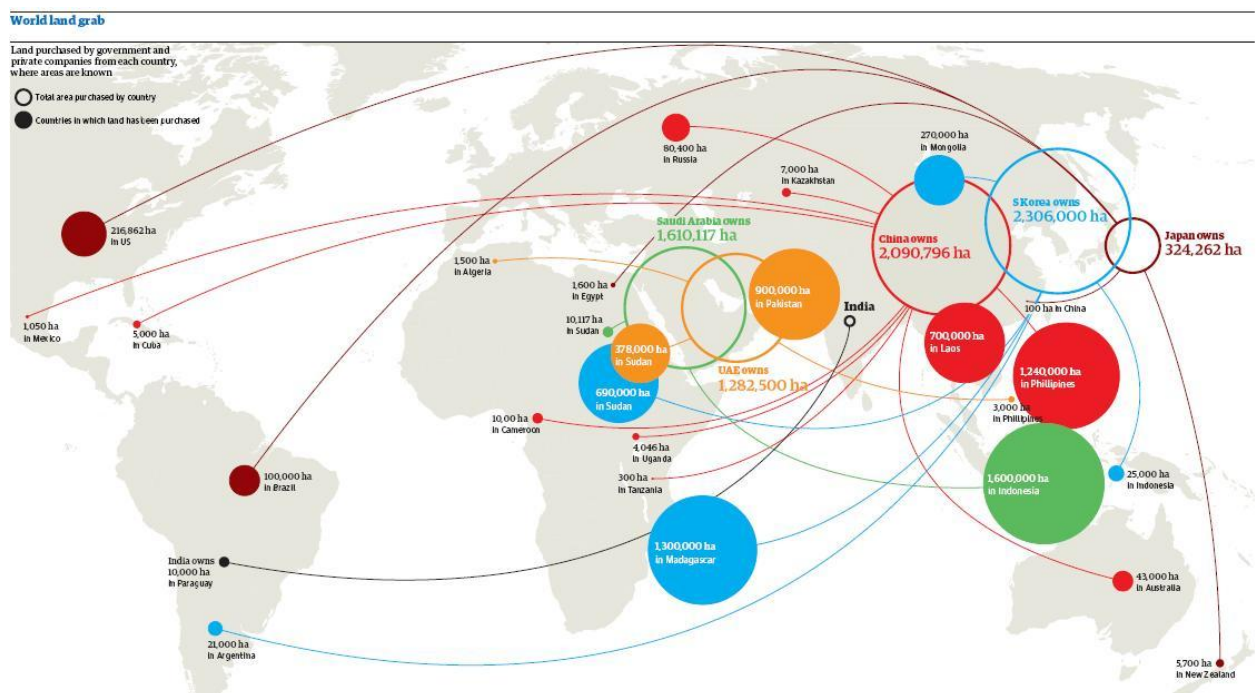 World land grab
Land purchased by government and
private companies from each country,
where areas are known
Total area purchased by country
Countries in which land has been purchased
216,862 ha
in US
1,050 ha
in Mexico
5,000 ha
in Cuba
100,000 ha
in Brazil
India owns
10,000 ha
in Paraguay
21,000 ha
in Argentina
80,400 ha
in Russia
7,000 ha
in Kazakhstan
270,000 ha
in Mongolia
Saudi Arabia owns
1,610,117 ha
China owns
2,090,796 ha
S Korea owns
2,306,000 ha
Japan owns
324,262 ha
1,500 ha
in Algeria
1,600 ha
in Egypt
10,117 ha
in Sudan
378,000 ha
in Sudan
690,000 ha
in Sudan
900,000 ha
in Pakistan
India
UAE owns
1,282,500 ha
100 ha in China
700,000 ha
in Laos
1,240,000 ha
in Phillipines
3,000 ha
in Phillipines
10,00 ha
in Cameroon
4,046 ha
in Uganda
300 ha
in Tanzania
1,600,000 ha
in Indonesia
25,000 ha
in Indonesia
1,300,000 ha
in Madagascar
43,000 ha
in Australia
5,700 ha
in New Zealand